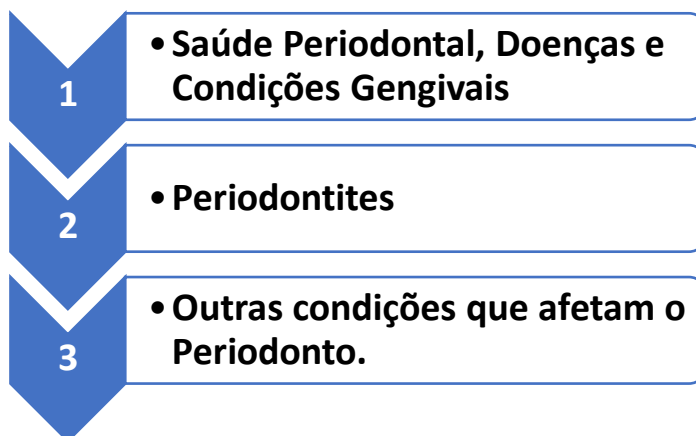 1
• Saúde Periodontal, Doenças e
Condições Gengivais
2
• Periodontites
3
• Outras condições que afetam o
Periodonto.